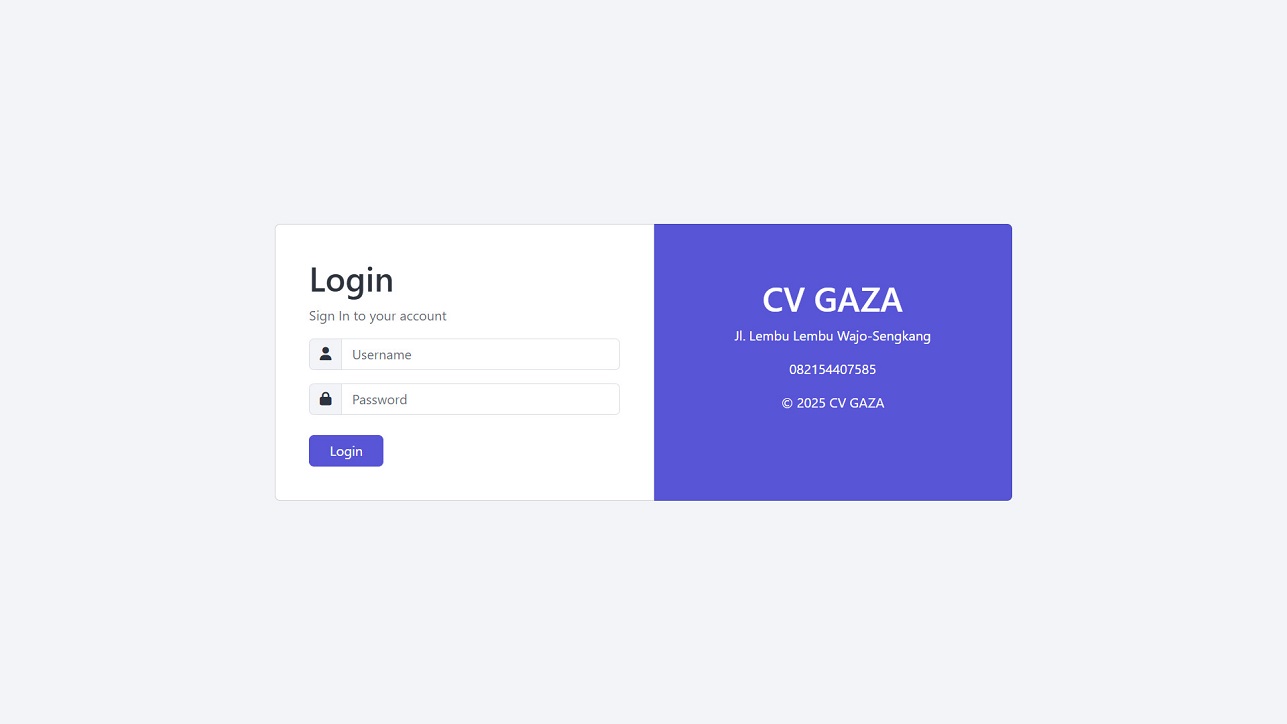 Login
Sign In to your account
Username
Password
Login
CV GAZA
Jl. Lembu Lembu Wajo-Sengkang
082154407585
© 2025 CV GAZA